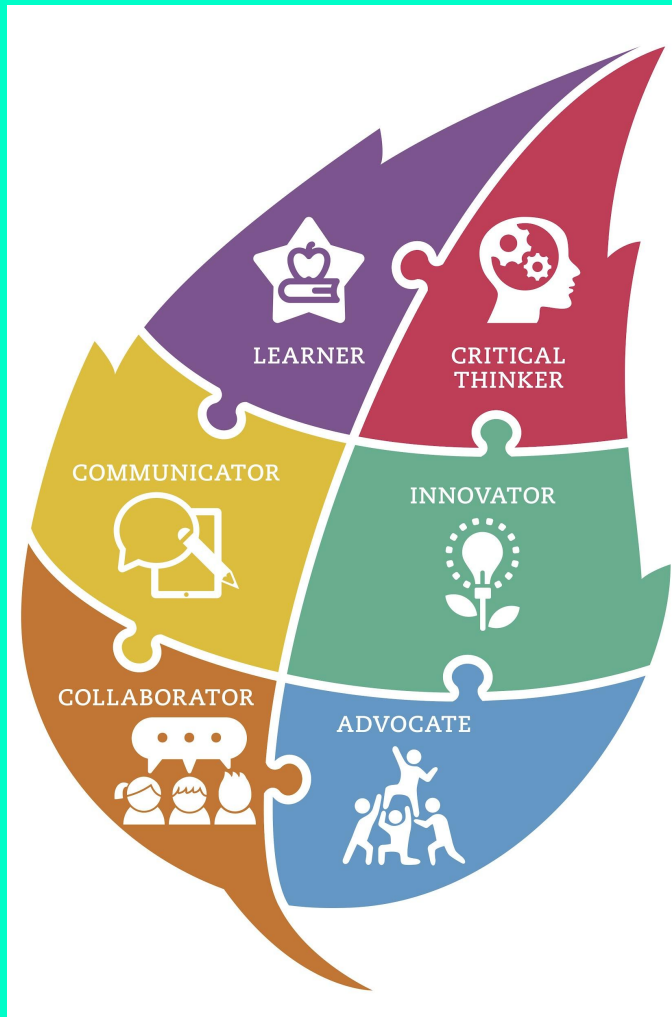 LEARNER
CRITICAL
THINKER
COMMUNICATOR
INNOVATOR
COLLABORATOR
ADVOCATE